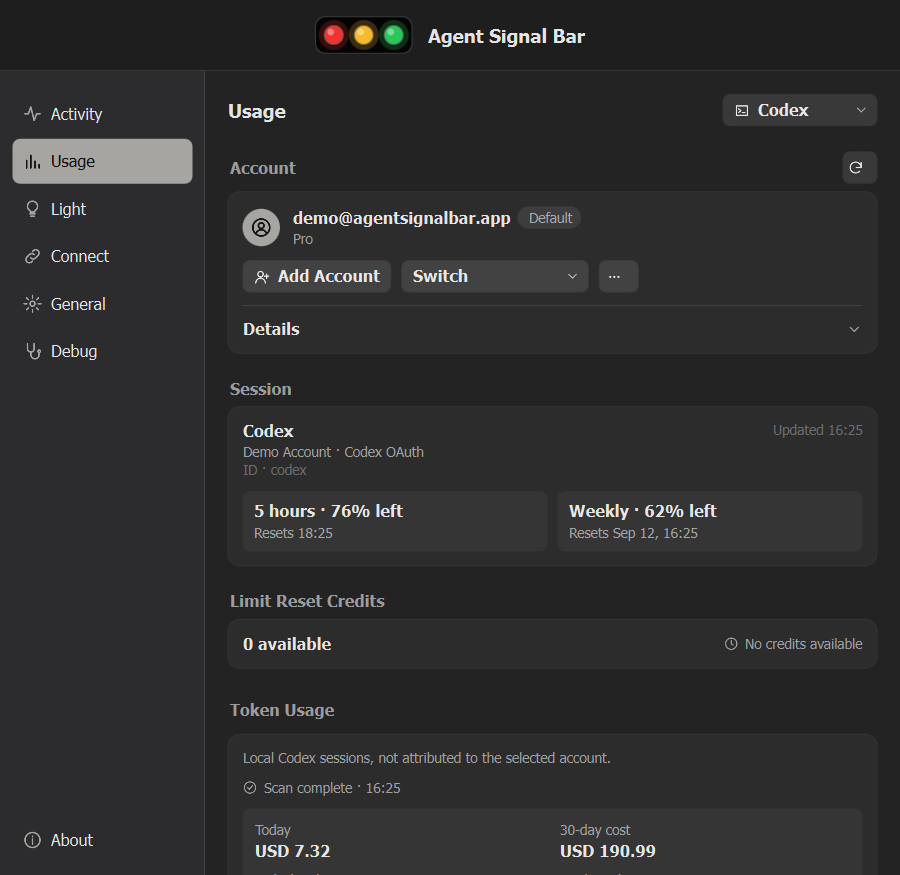 Agent Signal Bar
Activity
Usage
Light
Connect
General
Debug
About
Usage
Codex
Account
demo@agentsignalbar.app Default
Pro
Add Account Switch ...
Details
Session
Codex Updated 16:25
Demo Account · Codex OAuth
ID · codex
5 hours · 76% left
Resets 18:25
Weekly · 62% left
Resets Sep 12, 16:25
Limit Reset Credits
0 available No credits available
Token Usage
Local Codex sessions, not attributed to the selected account.
Scan complete · 16:25
Today
USD 7.32
30-day cost
USD 190.99